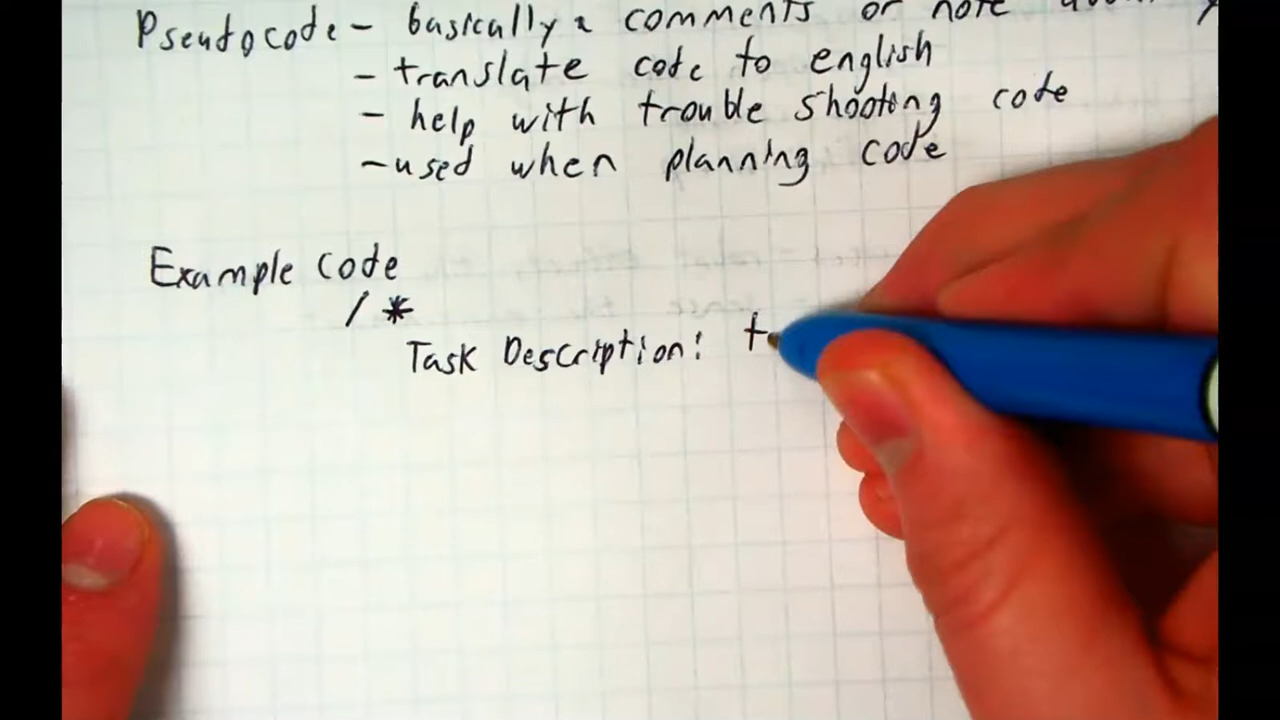 Pseudocode - basically a comments or note about
- translate code to english
- help with trouble shooting code
- used when planning code
Example code
/*
Task Description: t